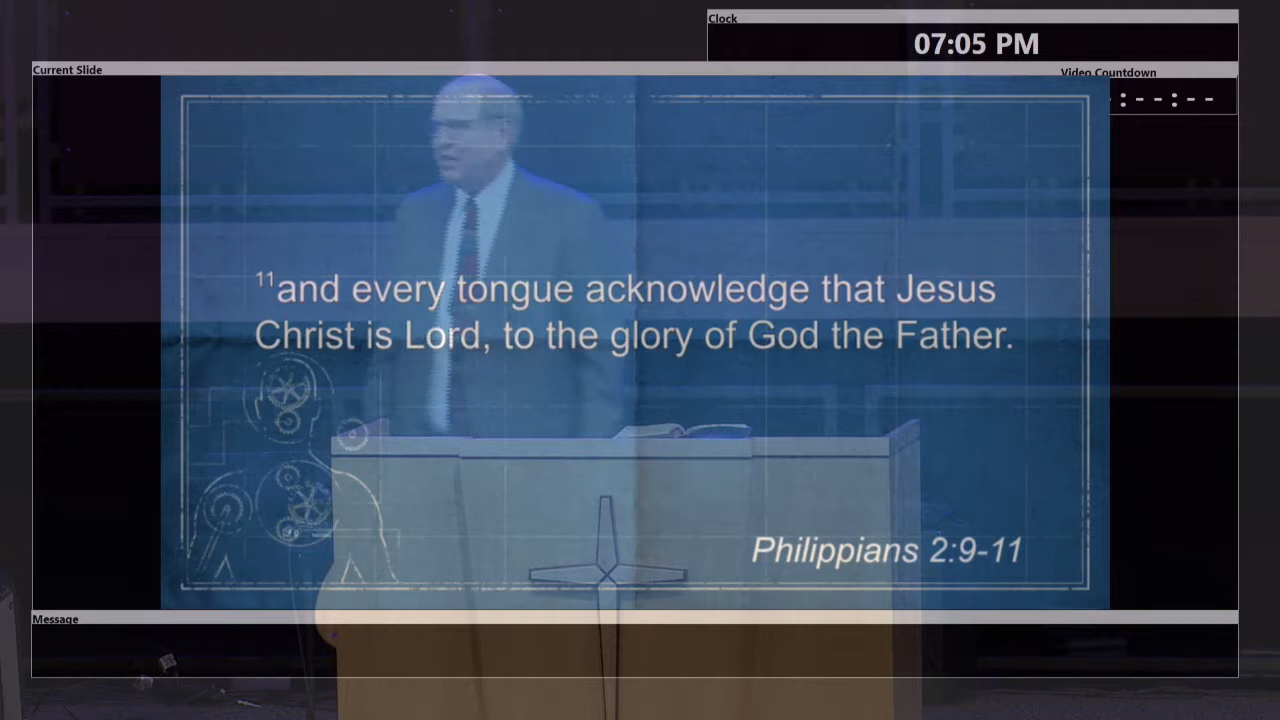 Clock
07:05 PM
Current Slide
Video Countdown
:--:--
11and every tongue acknowledge that Jesus
Christ is Lord, to the glory of God the Father.
Philippians 2:9-11
Message